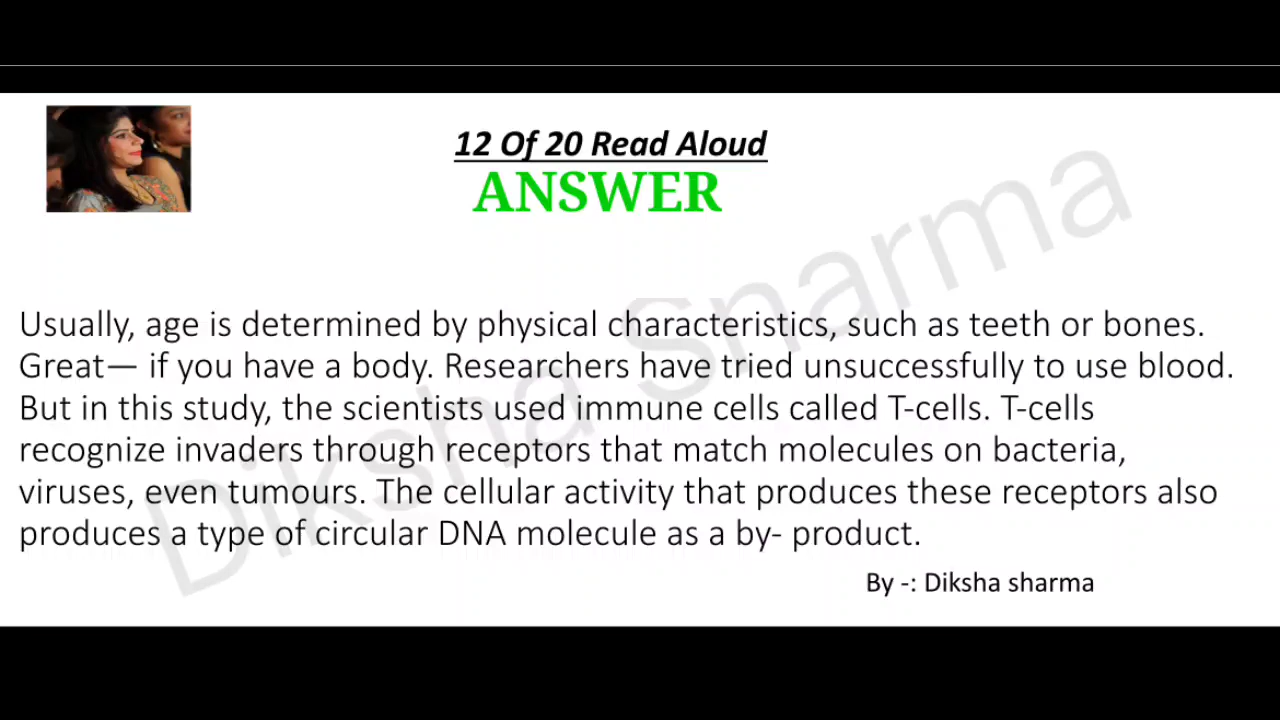 12 Of 20 Read Aloud
ANSWER
Usually, age is determined by physical characteristics, such as teeth or bones.
Great— if you have a body. Researchers have tried unsuccessfully to use blood.
But in this study, the scientists used immune cells called T-cells. T-cells
recognize invaders through receptors that match molecules on bacteria,
viruses, even tumours. The cellular activity that produces these receptors also
produces a type of circular DNA molecule as a by- product.
By -: Diksha sharma
Diksha Sharma